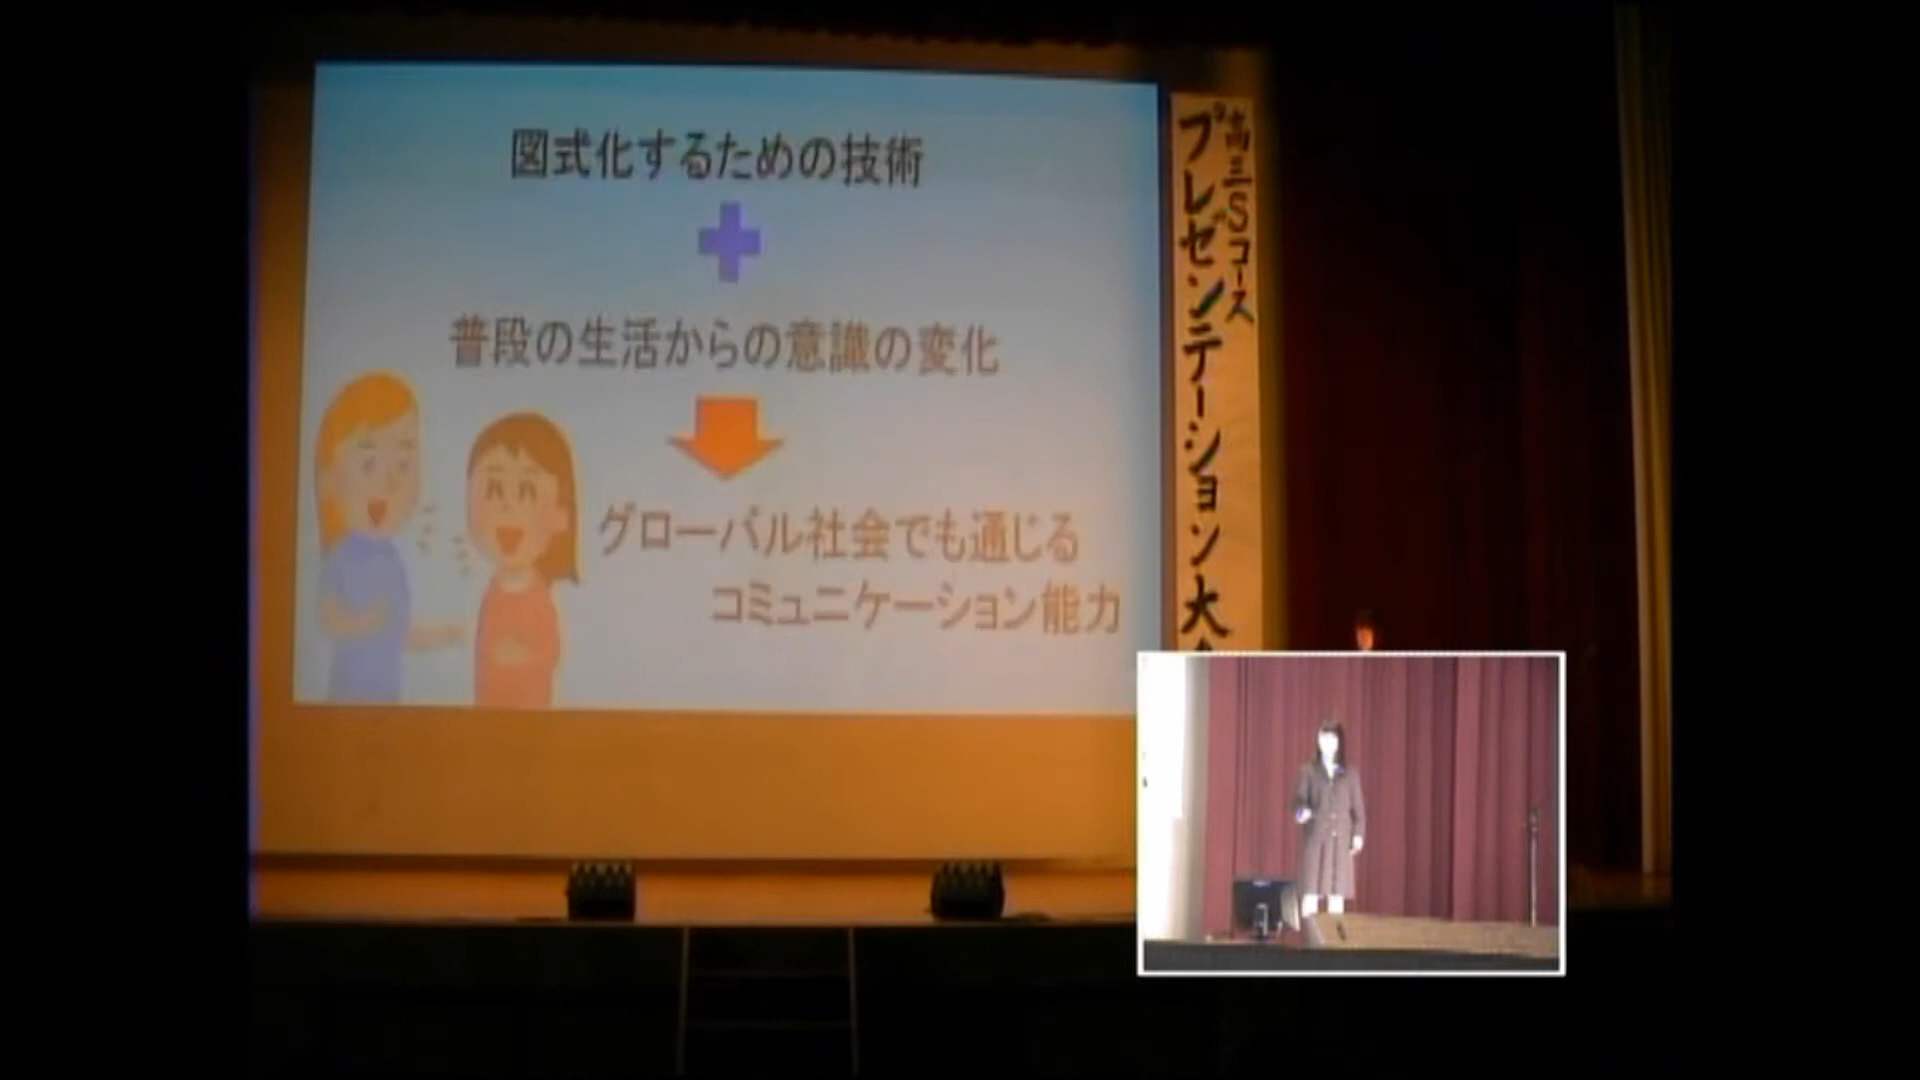 図式化するための技術
普段の生活からの意識の変化
グローバル社会でも通じる
コミュニケーション能力
高三Sコース
プレゼンテーション大